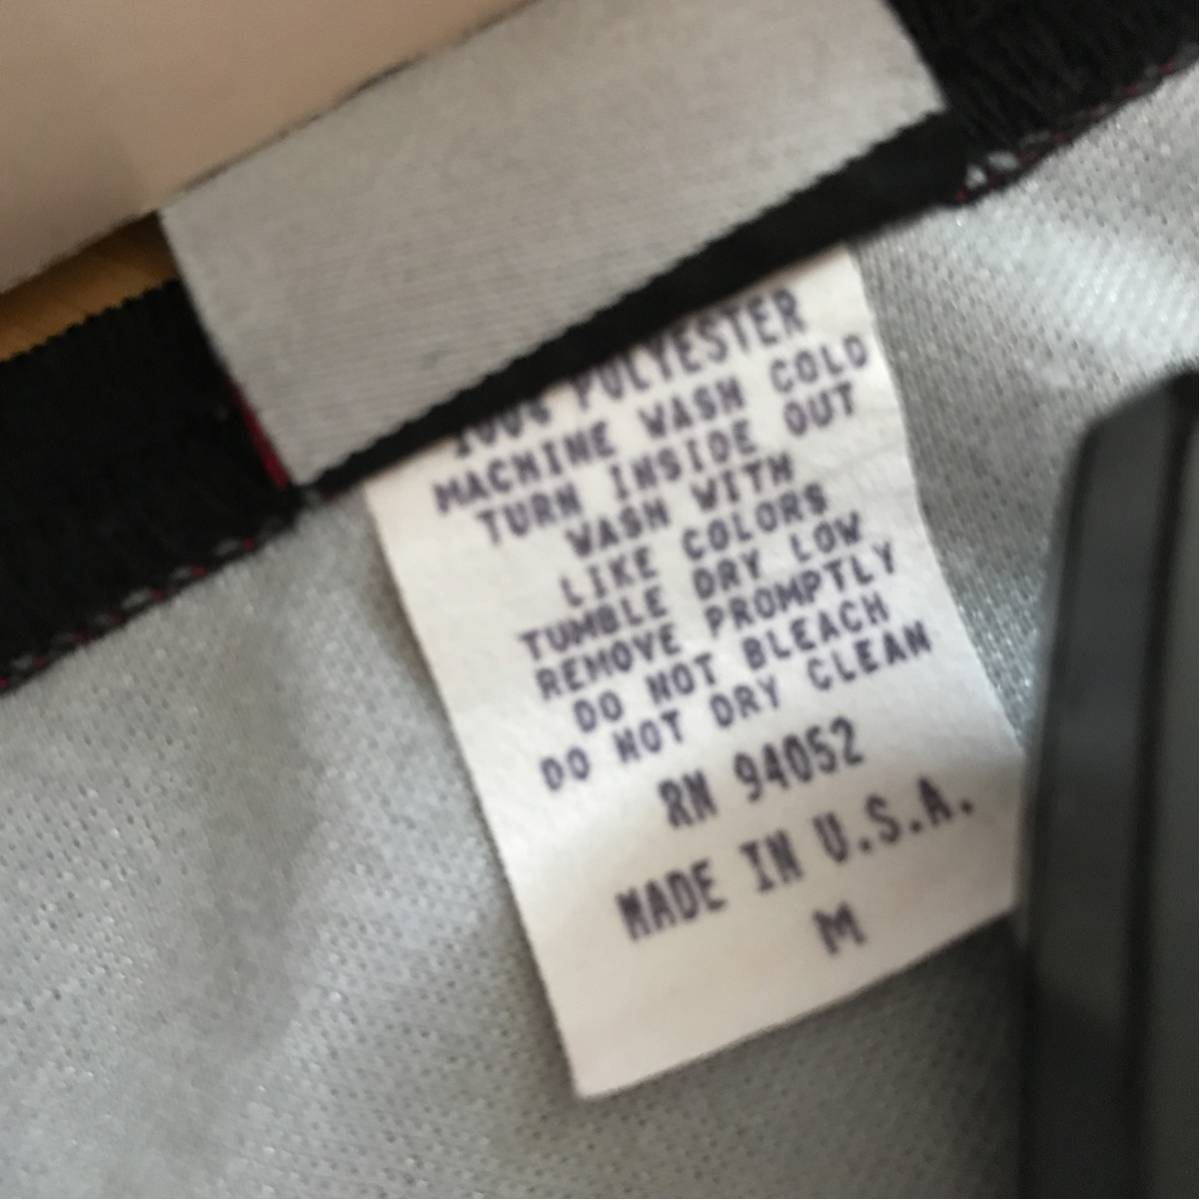 100% POLYESTER
MACHINE WASH COLD
TURN INSIDE OUT
WASH WITH
LIKE COLORS
TUMBLE DRY LOW
REMOVE PROMPTLY
DO NOT BLEACH
DO NOT DRY CLEAN
RN 94052
MADE IN U.S.A.
M